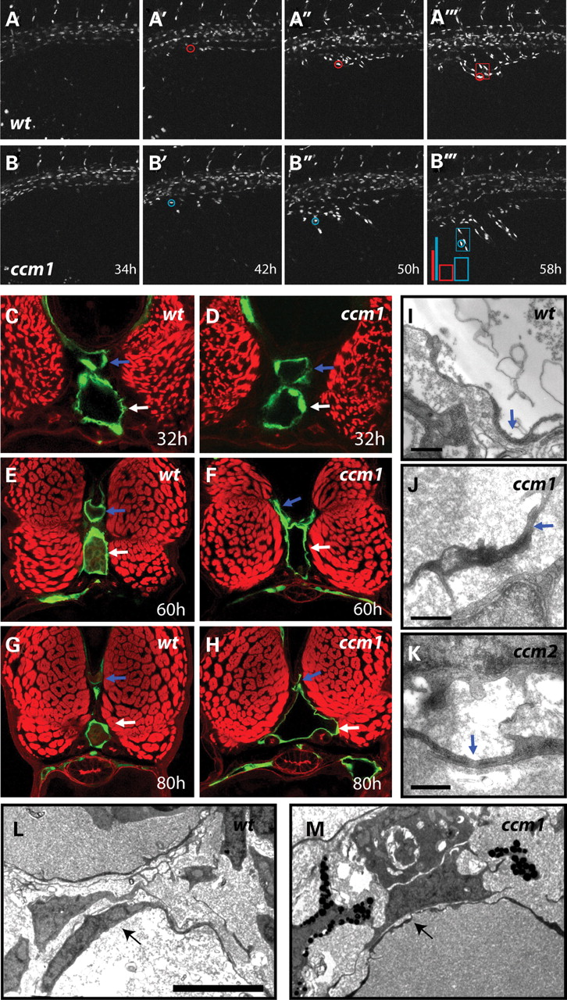 A
A′
A″
A‴
wt
B
B′
B″
B‴
ccm1
34h
42h
50h
58h
C
wt
32h
D
ccm1
32h
E
wt
60h
F
ccm1
60h
G
wt
80h
H
ccm1
80h
I
wt
J
ccm1
K
ccm2
L
wt
M
ccm1